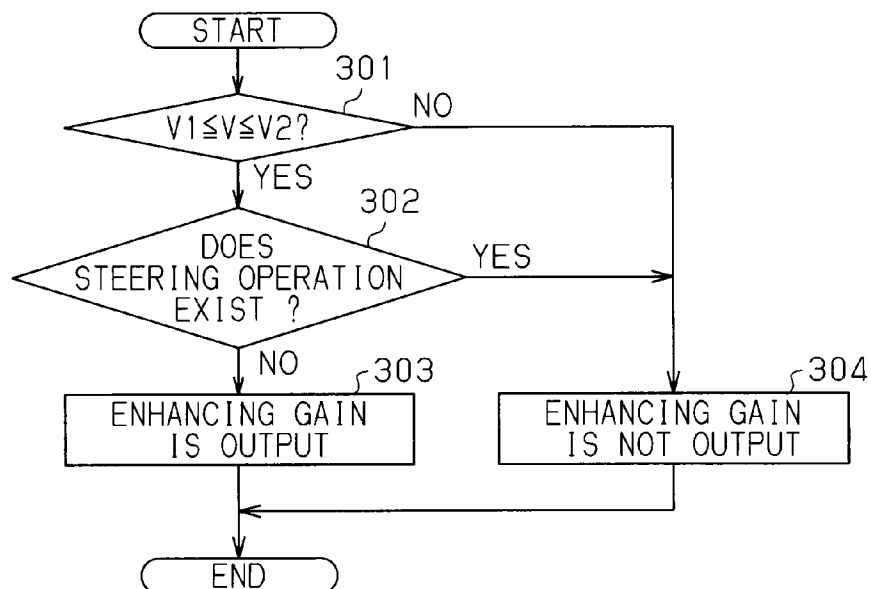 START
301
V1≦V≦V2?
NO
YES
302
DOES
STEERING OPERATION
EXIST ?
YES
NO
303
ENHANCING GAIN
IS OUTPUT
304
ENHANCING GAIN
IS NOT OUTPUT
END